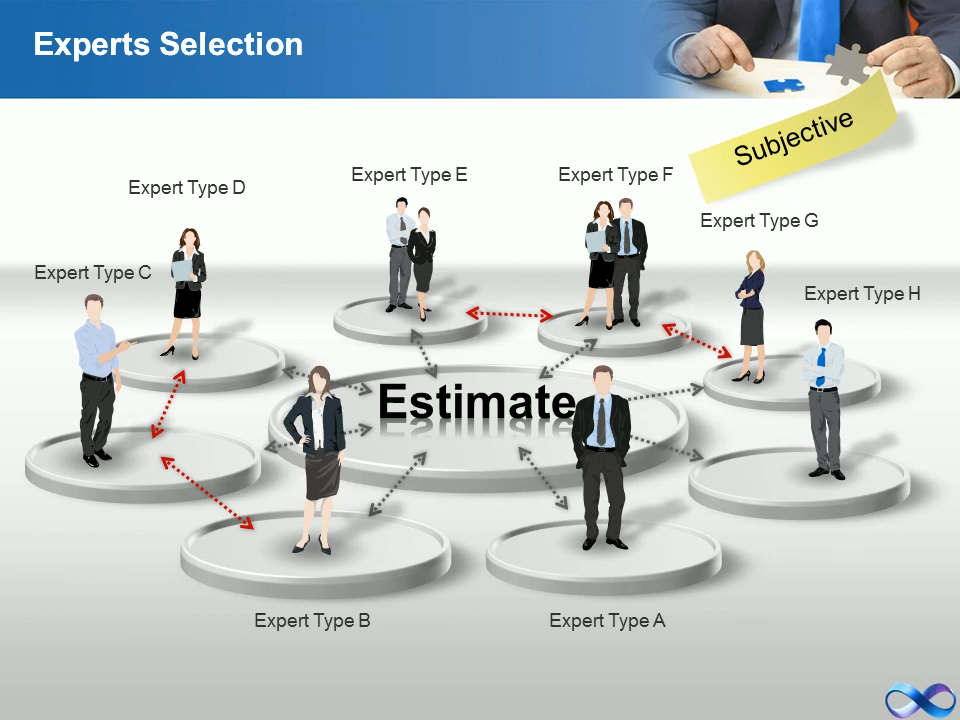 Experts Selection
Subjective
Expert Type E
Expert Type F
Expert Type D
Expert Type G
Expert Type C
Expert Type H
Estimate
Expert Type B
Expert Type A